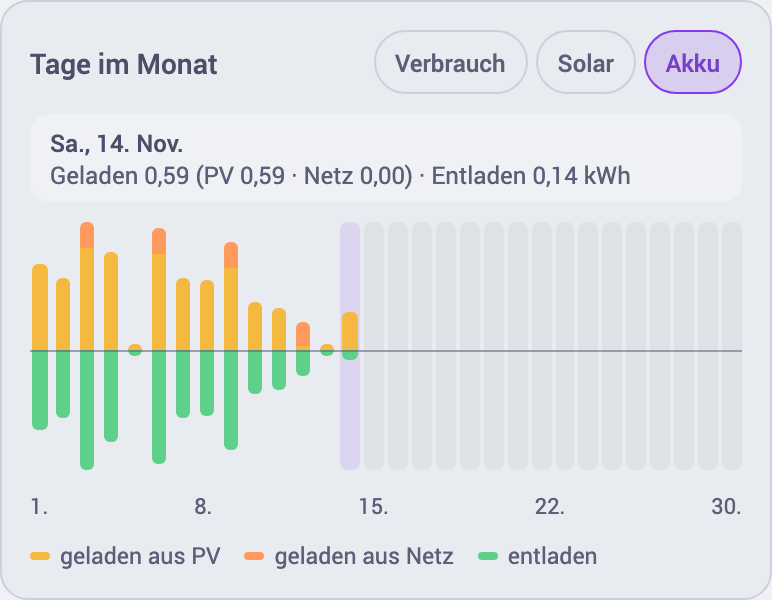 Tage im Monat
Verbrauch
Solar
Akku
Sa., 14. Nov.
Geladen 0,59 (PV 0,59 · Netz 0,00) · Entladen 0,14 kWh
1. 8. 15. 22. 30.
geladen aus PV geladen aus Netz entladen